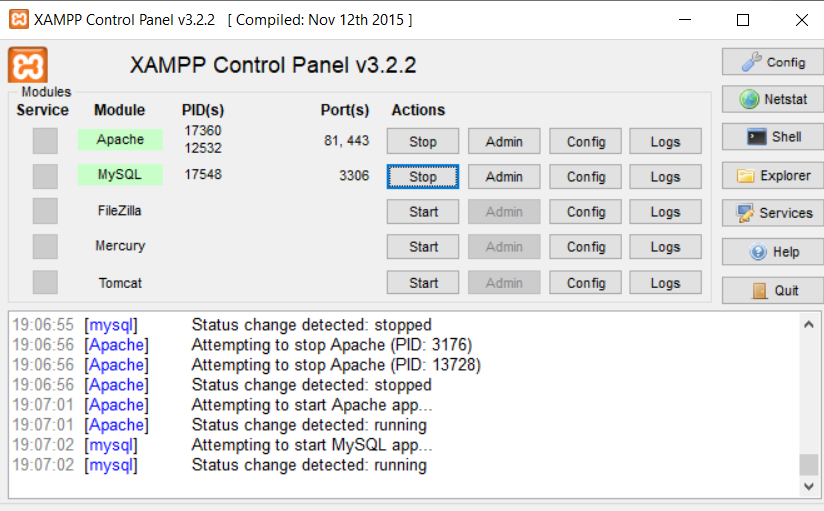 XAMPP Control Panel v3.2.2 [ Compiled: Nov 12th 2015 ]
XAMPP Control Panel v3.2.2
Config
Modules
Service Module PID(s) Port(s) Actions
Netstat
Apache 17360 12532 81, 443 Stop Admin Config Logs
Shell
MySQL 17548 3306 Stop Admin Config Logs
Explorer
FileZilla Start Admin Config Logs
Services
Mercury Start Admin Config Logs
Help
Tomcat Start Admin Config Logs
Quit
19:06:55 [mysql] Status change detected: stopped
19:06:56 [Apache] Attempting to stop Apache (PID: 3176)
19:06:56 [Apache] Attempting to stop Apache (PID: 13728)
19:06:56 [Apache] Status change detected: stopped
19:07:01 [Apache] Attempting to start Apache app...
19:07:01 [Apache] Status change detected: running
19:07:02 [mysql] Attempting to start MySQL app...
19:07:02 [mysql] Status change detected: running